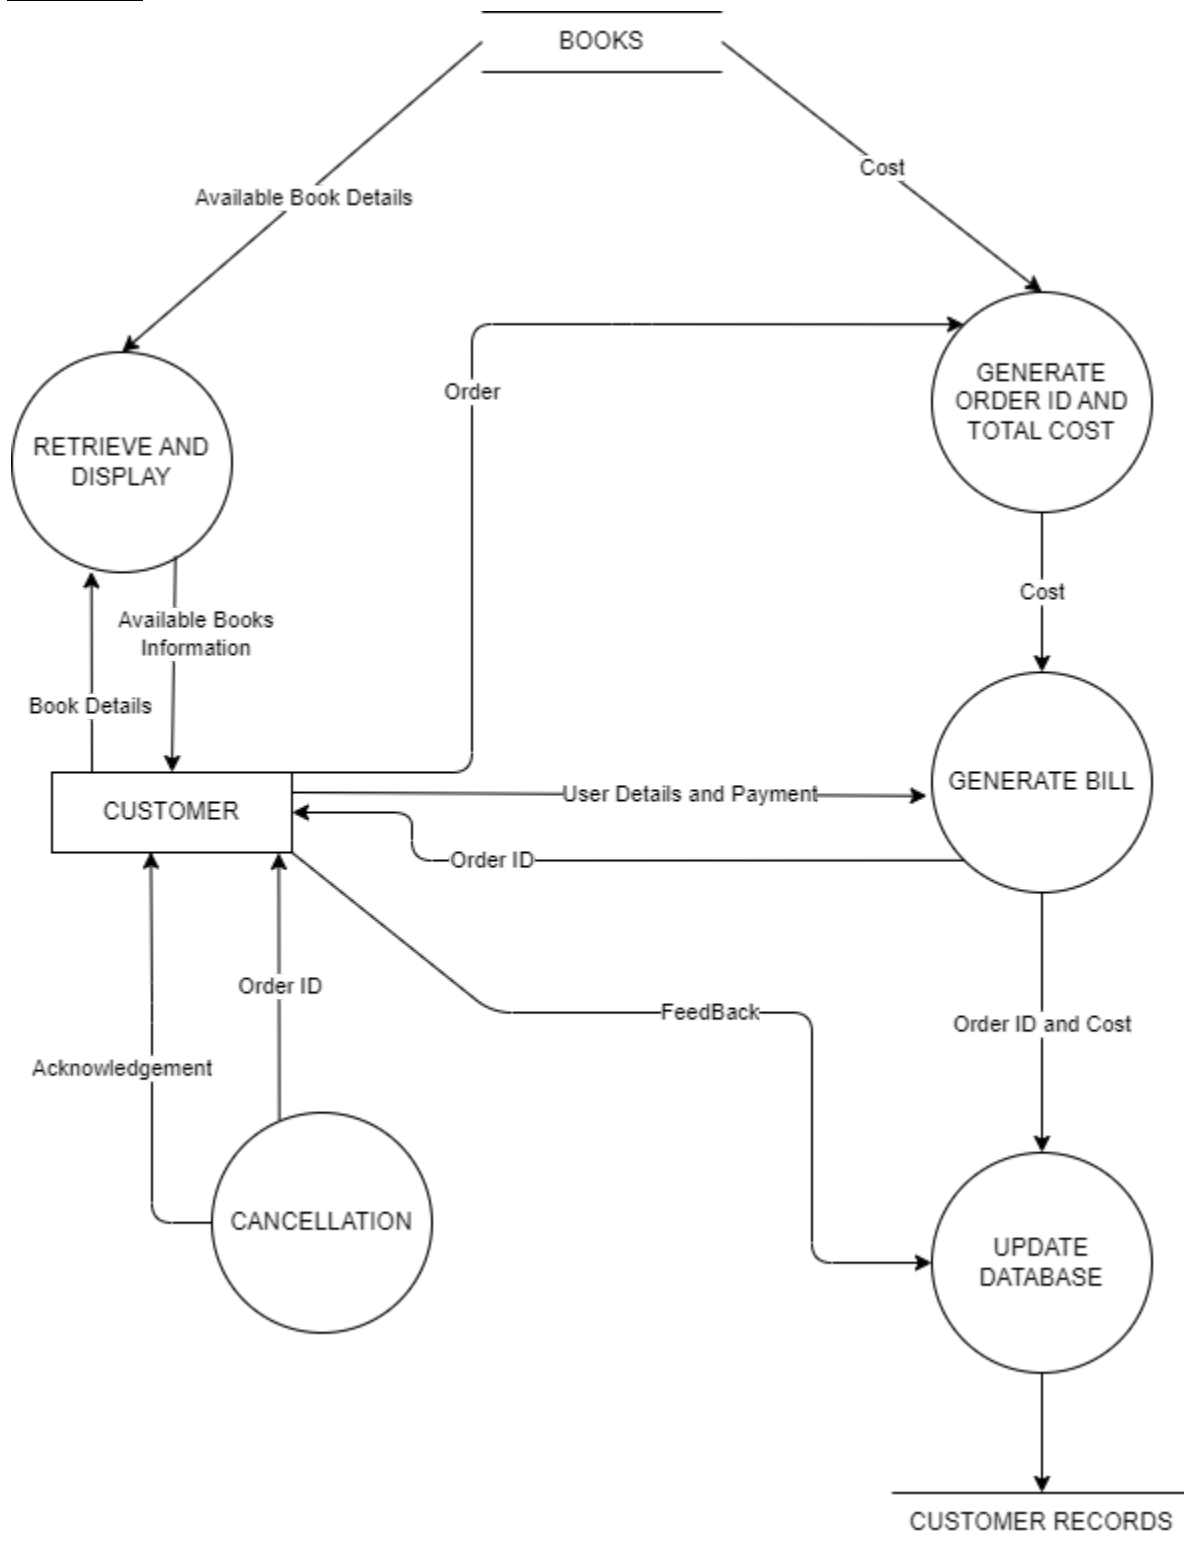 BOOKS
Cost
Available Book Details
GENERATE
ORDER ID AND
TOTAL COST
Order
RETRIEVE AND
DISPLAY
Cost
Available Books
Information
Book Details
GENERATE BILL
User Details and Payment
CUSTOMER
Order ID
Order ID
FeedBack
Order ID and Cost
Acknowledgement
CANCELLATION
UPDATE
DATABASE
CUSTOMER RECORDS